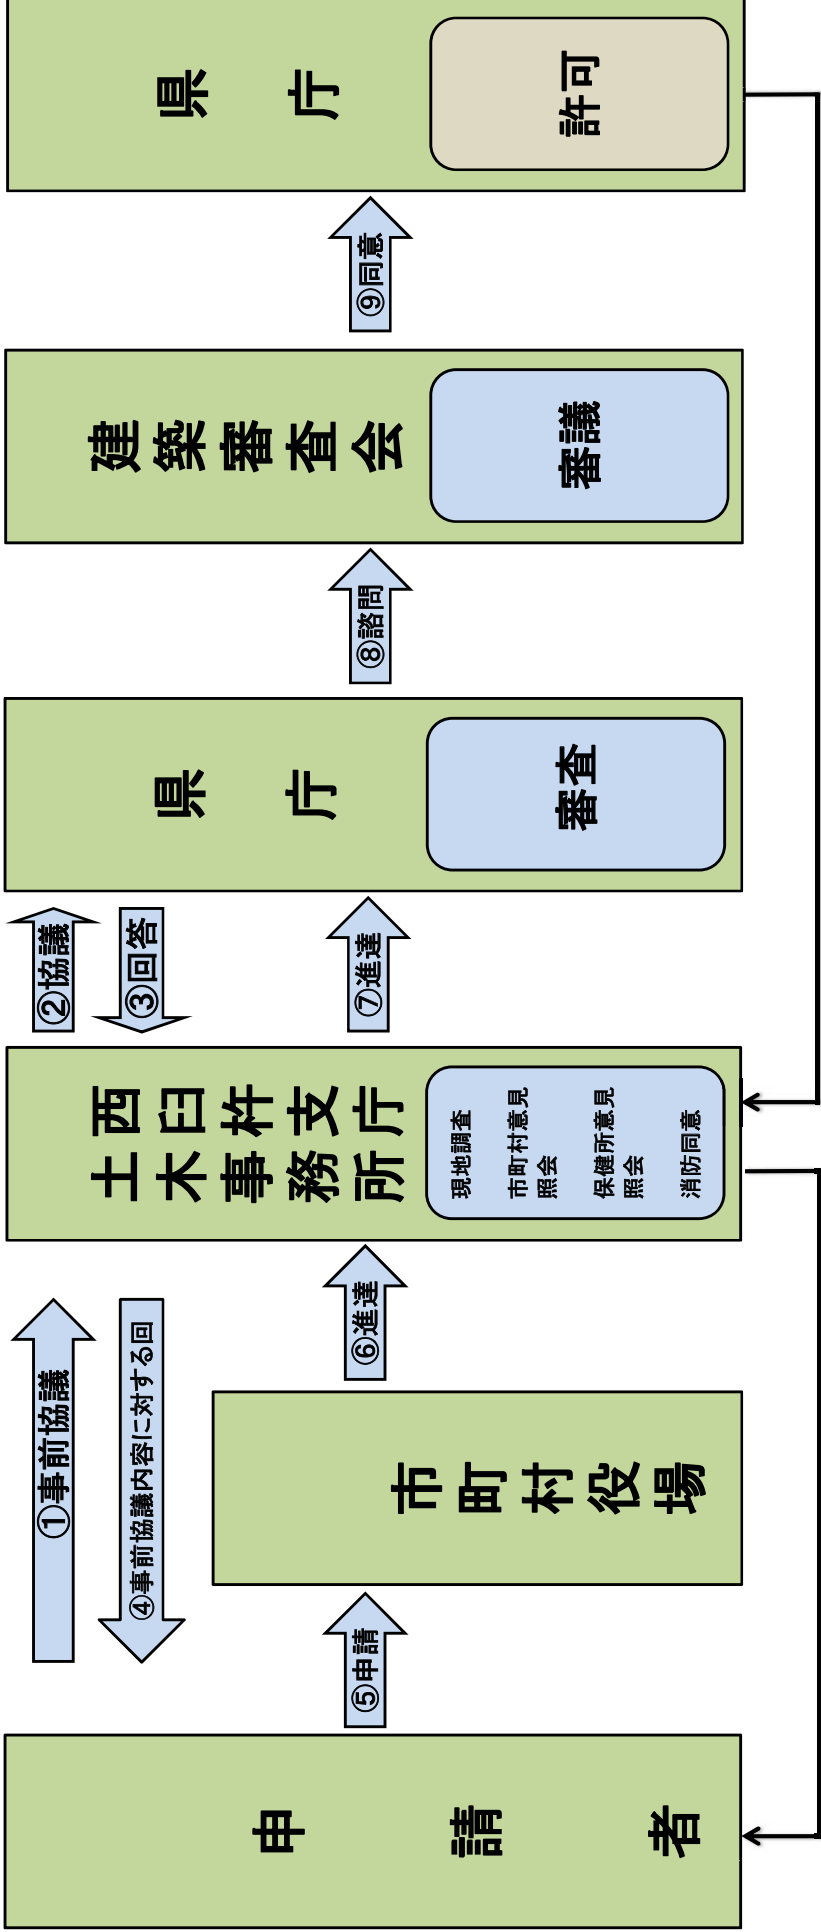 申請者
①事前協議
④事前協議内容に対する回
⑤申請
市町村役場
⑥進達
土木事務所
西臼杵支庁
現地調査
市町村意見
照会
保健所意見
照会
消防同意
②協議
③回答
⑦進達
県庁
審査
⑧諮問
建築審査会
審議
⑨同意
県庁
許可